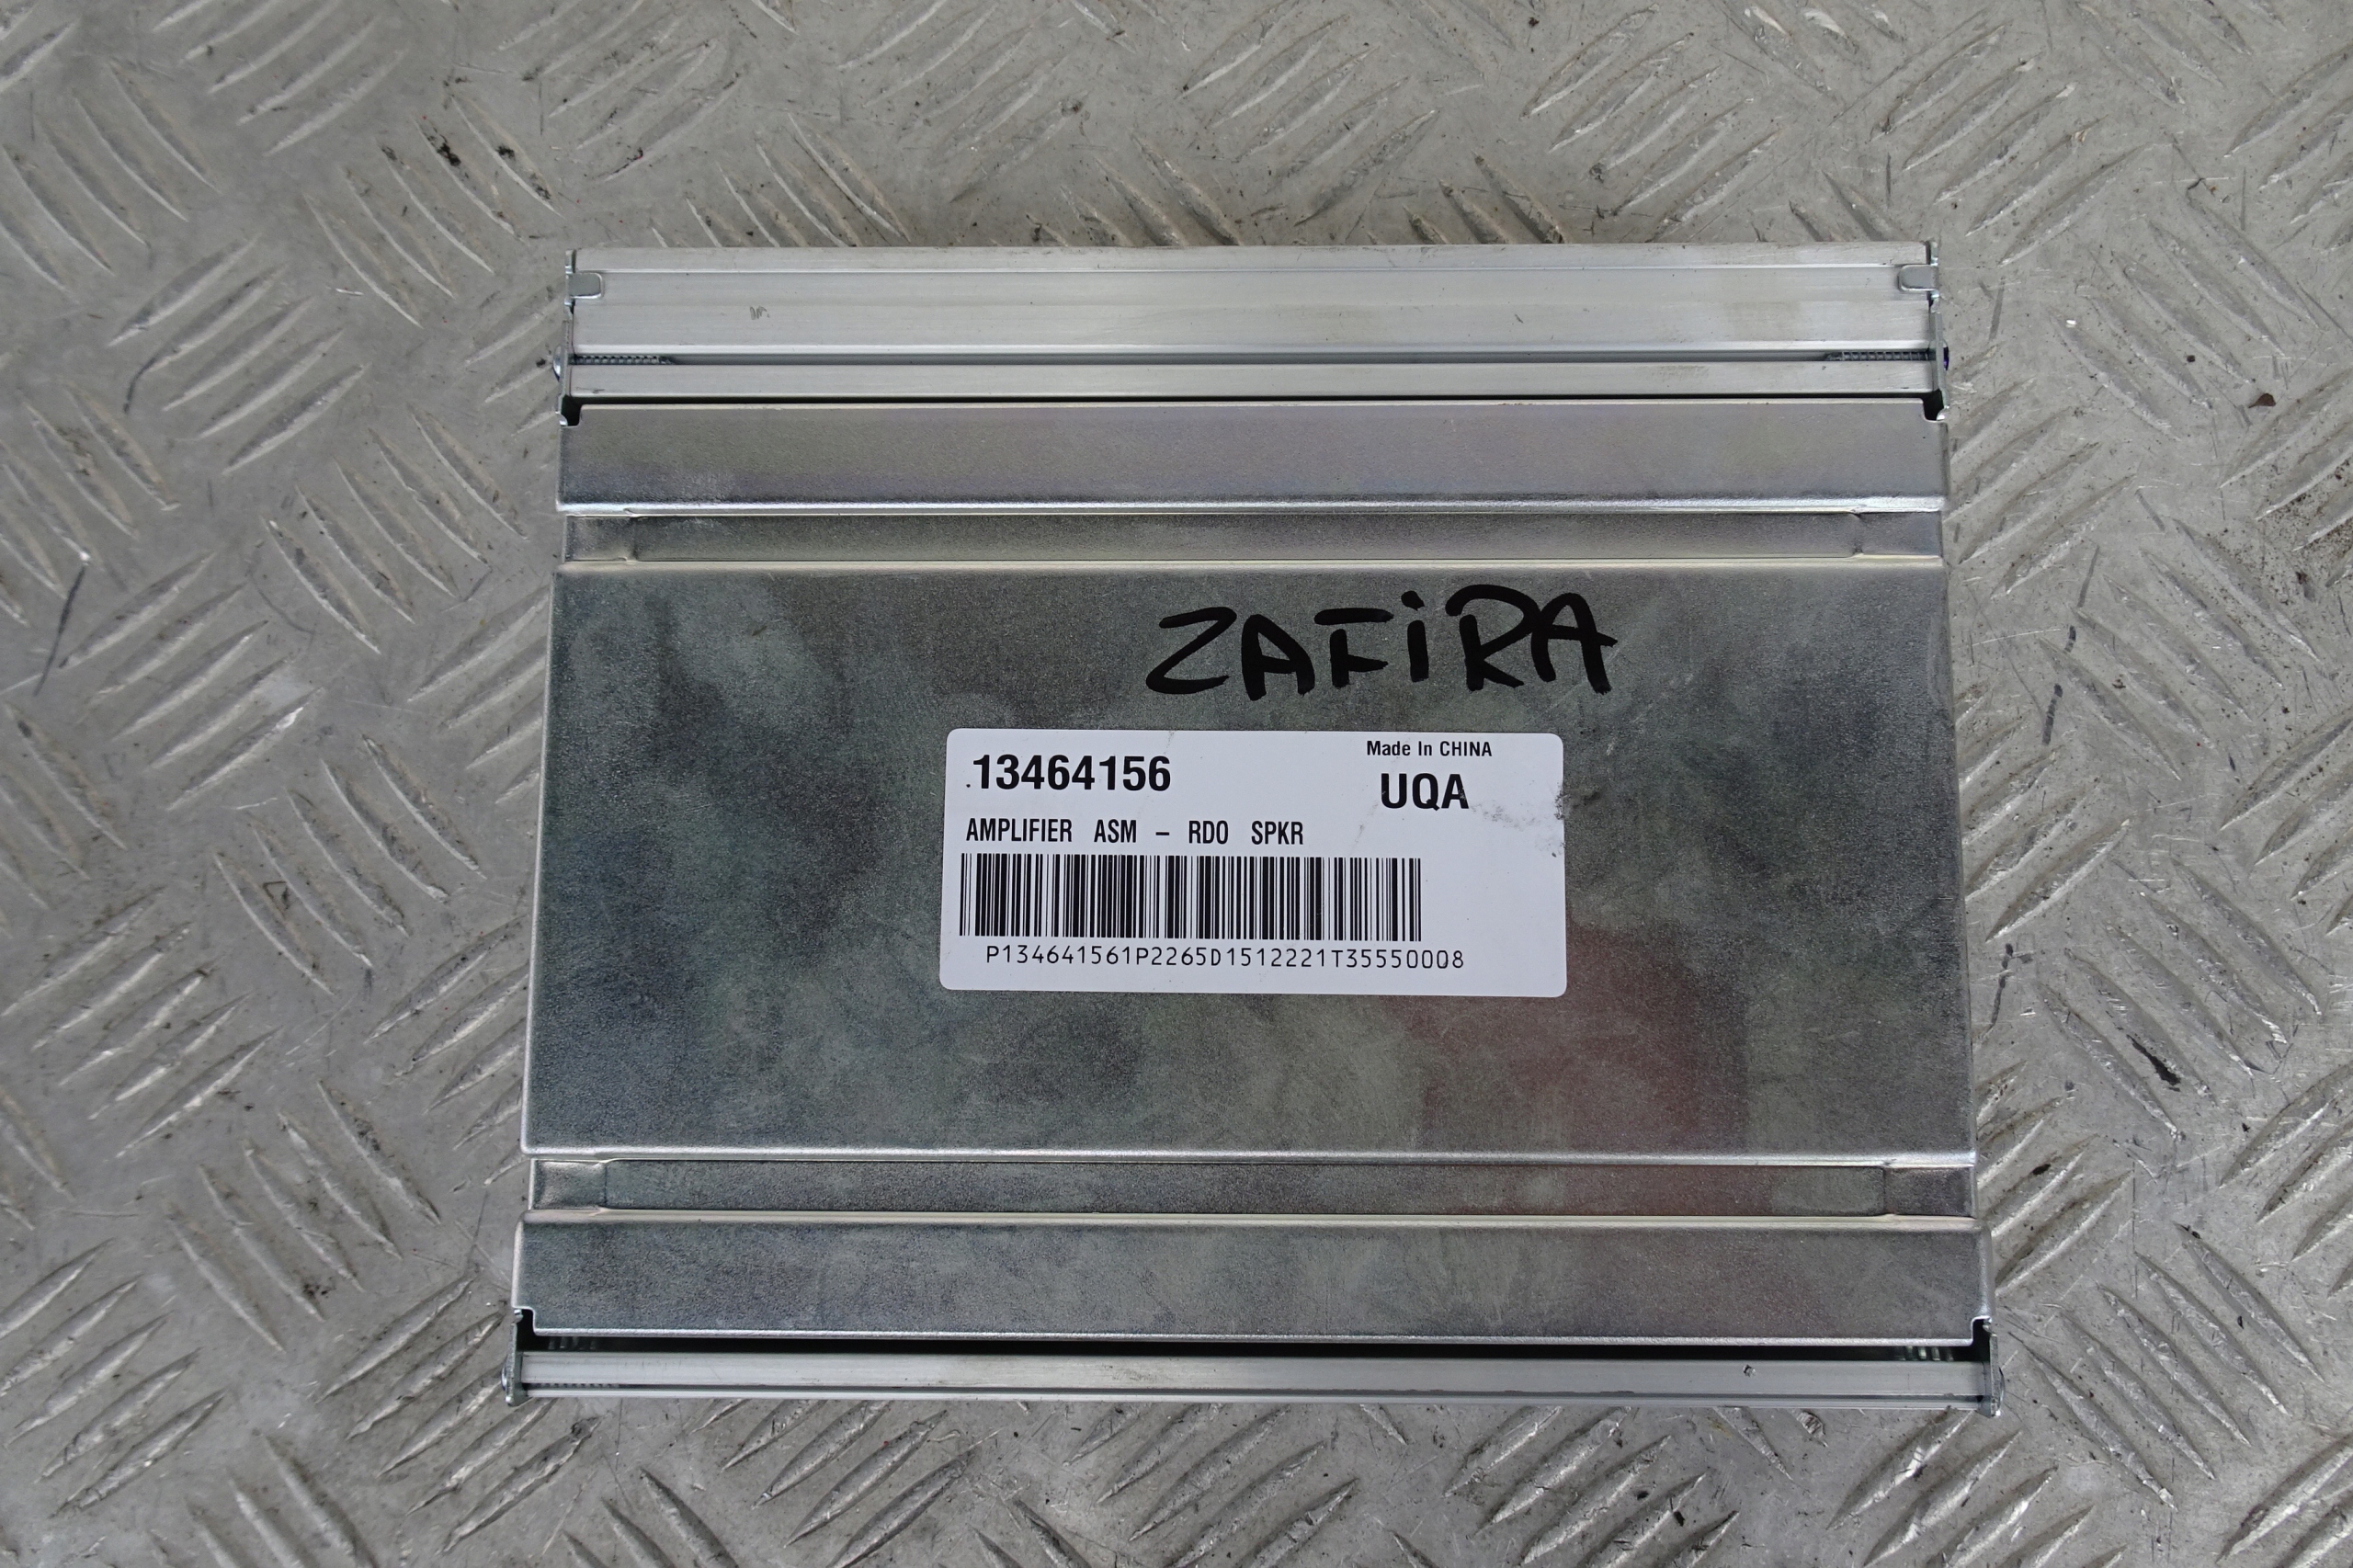 ZAFiRA
Made In CHINA
13464156
UQA
AMPLIFIER ASM – RDO SPKR
P134641561P2265D1512221T35550008